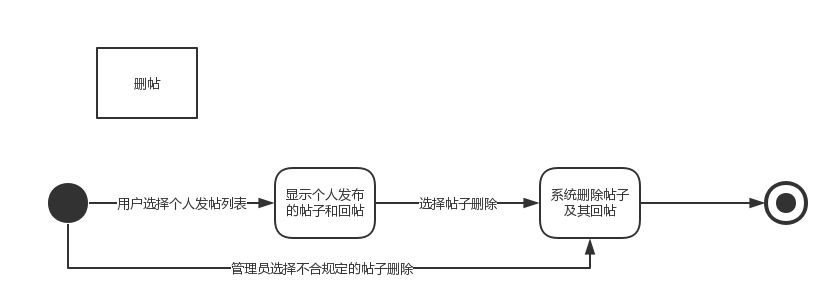 删帖
用户选择个人发帖列表
显示个人发布
的帖子和回帖
选择帖子删除
系统删除帖子
及其回帖
管理员选择不合规定的帖子删除